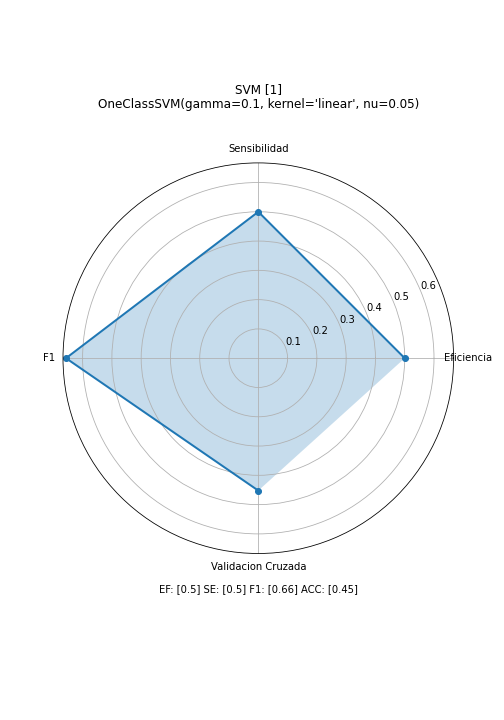 SVM [1]
OneClassSVM(gamma=0.1, kernel='linear', nu=0.05)
Sensibilidad
0.6
0.5
0.4
0.3
0.2
0.1
F1
Eficiencia
Validacion Cruzada
EF: [0.5] SE: [0.5] F1: [0.66] ACC: [0.45]